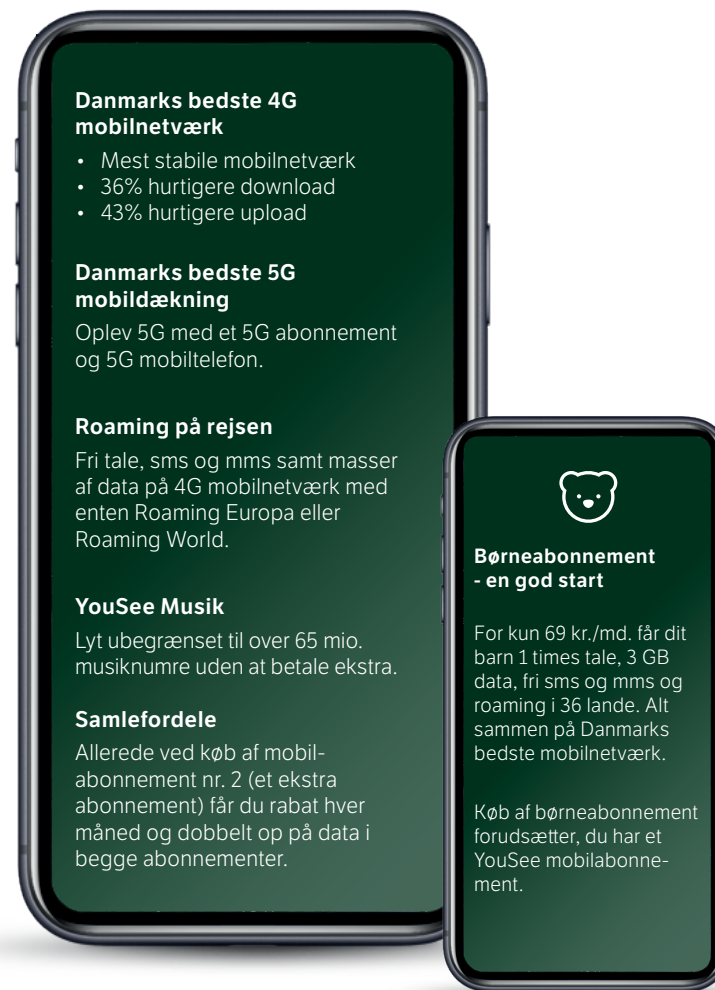 Danmarks bedste 4G
mobilnetværk
• Mest stabile mobilnetværk
• 36% hurtigere download
• 43% hurtigere upload
Danmarks bedste 5G
mobildækning
Oplev 5G med et 5G abonnement
og 5G mobiltelefon.
Roaming på rejsen
Fri tale, sms og mms samt masser
af data på 4G mobilnetværk med
enten Roaming Europa eller
Roaming World.
YouSee Musik
Lyt ubegrænset til over 65 mio.
musiknumre uden at betale ekstra.
Samlefordele
Allerede ved køb af mobil-
abonnement nr. 2 (et ekstra
abonnement) får du rabat hver
måned og dobbelt op på data i
begge abonnementer.
Børneabonnement
- en god start
For kun 69 kr./md. får dit
barn 1 times tale, 3 GB
data, fri sms og mms og
roaming i 36 lande. Alt
sammen på Danmarks
bedste mobilnetværk.
Køb af børneabonnement
forudsætter, du har et
YouSee mobilabonne-
ment.